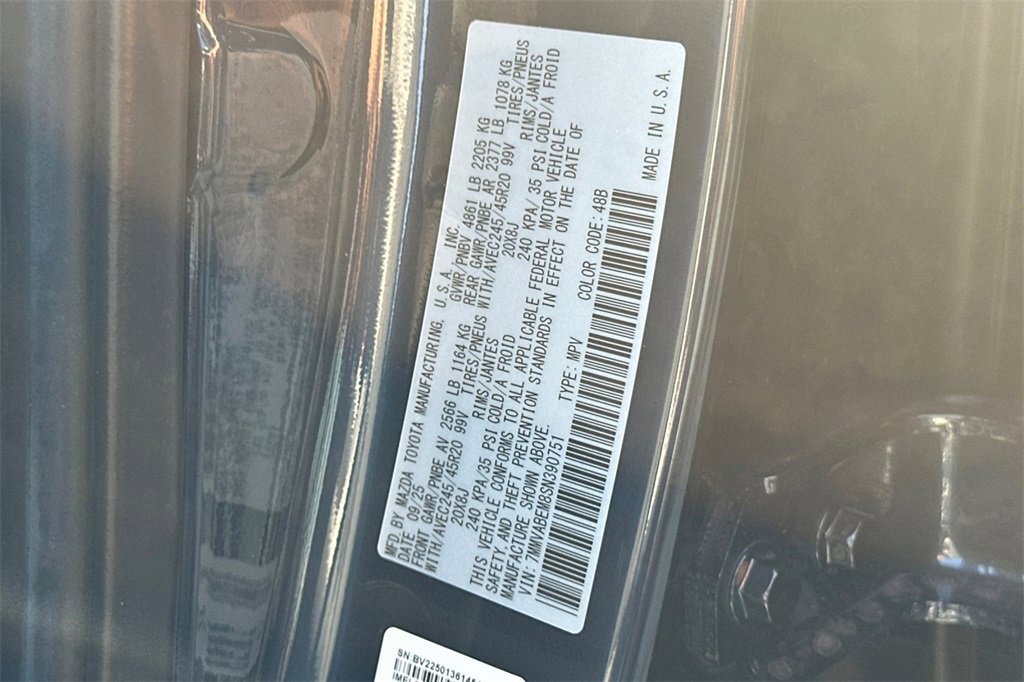 MFD BY MAZDA TOYOTA MANUFACTURING, U.S.A., INC.
DATE 09/25 GVWR/PNBV 4861 LB 2205 KG
FRONT GAWR/PNBE AV 2566 LB 1164 KG REAR GAWR/PNBE AR 2377 LB 1078 KG
WITH/AVEC245/45R20 99V TIRES/PNEUS WITH/AVEC245/45R20 99V TIRES/PNEUS
20X8J RIMS/JANTES 20X8J RIMS/JANTES
240 KPA/35 PSI COLD/A FROID 240 KPA/ 35 PSI COLD/A FROID
THIS VEHICLE CONFORMS TO ALL APPLICABLE FEDERAL MOTOR VEHICLE
SAFETY, AND THEFT PREVENTION STANDARDS IN EFFECT ON THE DATE OF
MANUFACTURE SHOWN ABOVE.
VIN: 7MMVABEM8SN390751 TYPE: MPV COLOR CODE: 48B
MADE IN U.S.A.